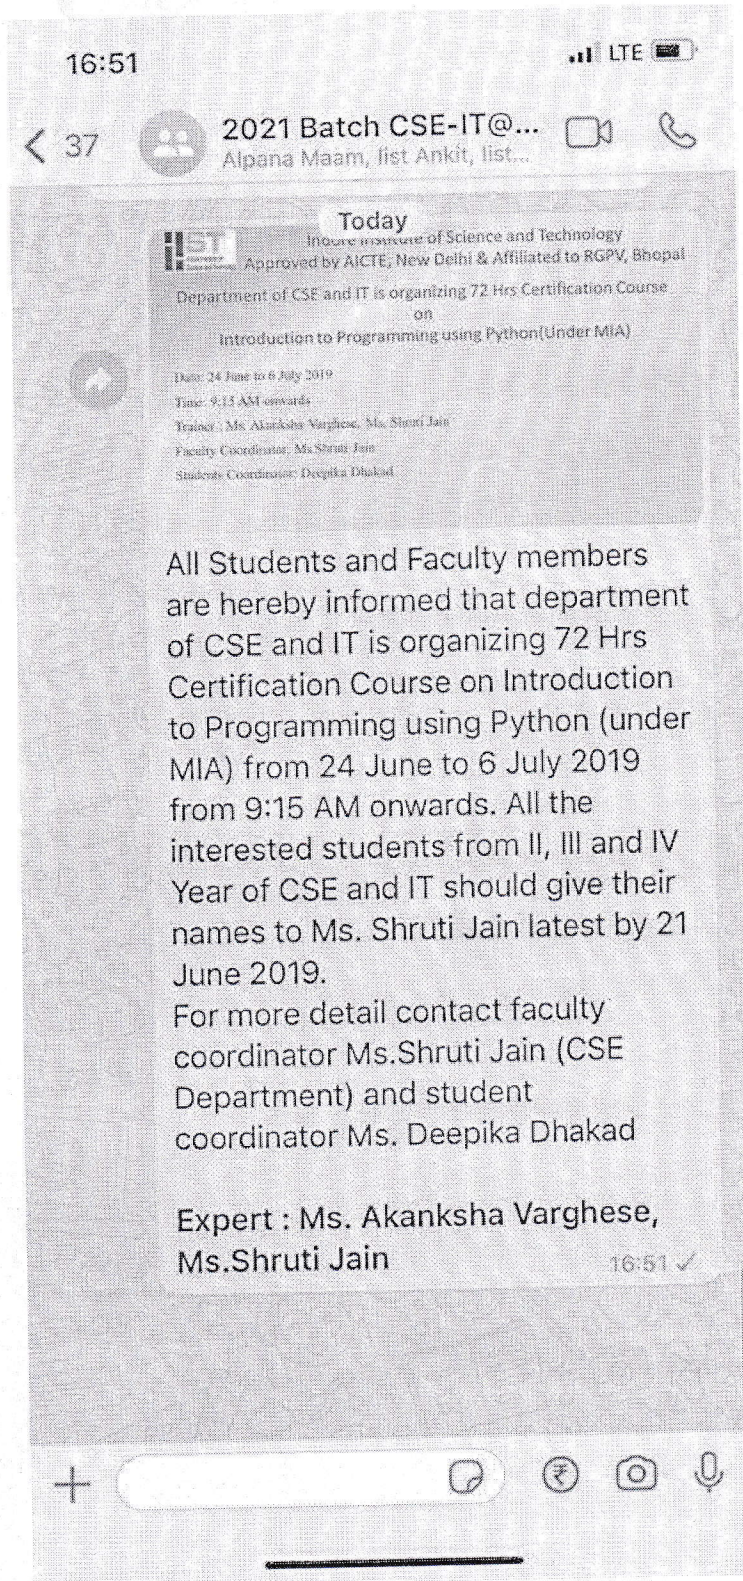 16:51
LTE
37
2021 Batch CSE-IT@...
Alpana Maam, Iist Ankit, Iist...
Today
IIST
Indore Institute of Science and Technology
Approved by AICTE, New Delhi & Affiliated to RGPV, Bhopal
Department of CSE and IT is organizing 72 Hrs Certification Course
on
Introduction to Programming using Python(Under MIA)
Date: 24 June to 6 July 2019
Time: 9:15 AM onwards
Trainer : Ms. Akanksha Varghese, Ms. Shruti Jain
Faculty Coordinator: Ms.Shruti Jain
Students Coordinator: Deepika Dhakad
All Students and Faculty members
are hereby informed that department
of CSE and IT is organizing 72 Hrs
Certification Course on Introduction
to Programming using Python (under
MIA) from 24 June to 6 July 2019
from 9:15 AM onwards. All the
interested students from II, III and IV
Year of CSE and IT should give their
names to Ms. Shruti Jain latest by 21
June 2019.
For more detail contact faculty
coordinator Ms.Shruti Jain (CSE
Department) and student
coordinator Ms. Deepika Dhakad
Expert : Ms. Akanksha Varghese,
Ms.Shruti Jain
16:51